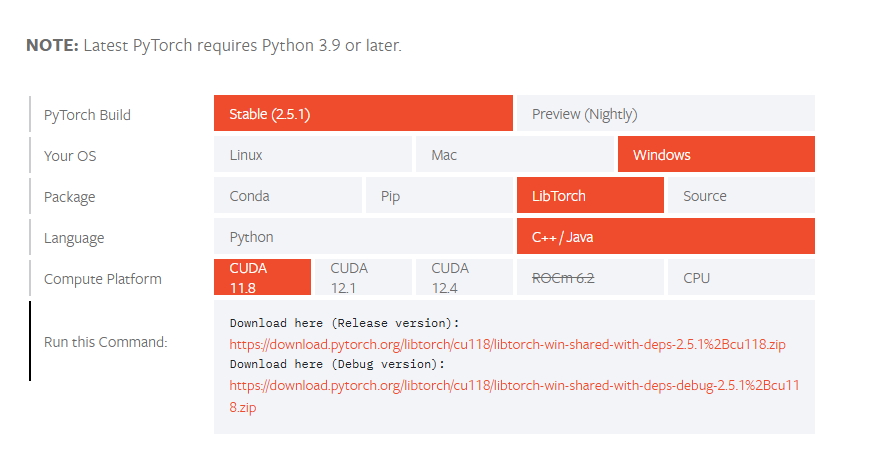 NOTE: Latest PyTorch requires Python 3.9 or later.
PyTorch Build
Stable (2.5.1)
Preview (Nightly)
Your OS
Linux
Mac
Windows
Package
Conda
Pip
LibTorch
Source
Language
Python
C++ / Java
Compute Platform
CUDA
11.8
CUDA
12.1
CUDA
12.4
ROCm 6.2
CPU
Run this Command:
Download here (Release version):
https://download.pytorch.org/libtorch/cu118/libtorch-win-shared-with-deps-2.5.1%2Bcu118.zip
Download here (Debug version):
https://download.pytorch.org/libtorch/cu118/libtorch-win-shared-with-deps-debug-2.5.1%2Bcu11
8.zip